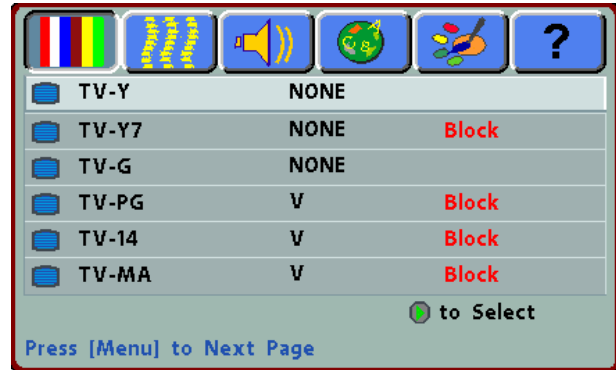 ?
TV-Y NONE
TV-Y7 NONE Block
TV-G NONE
TV-PG V Block
TV-14 V Block
TV-MA V Block
to Select
Press [Menu] to Next Page